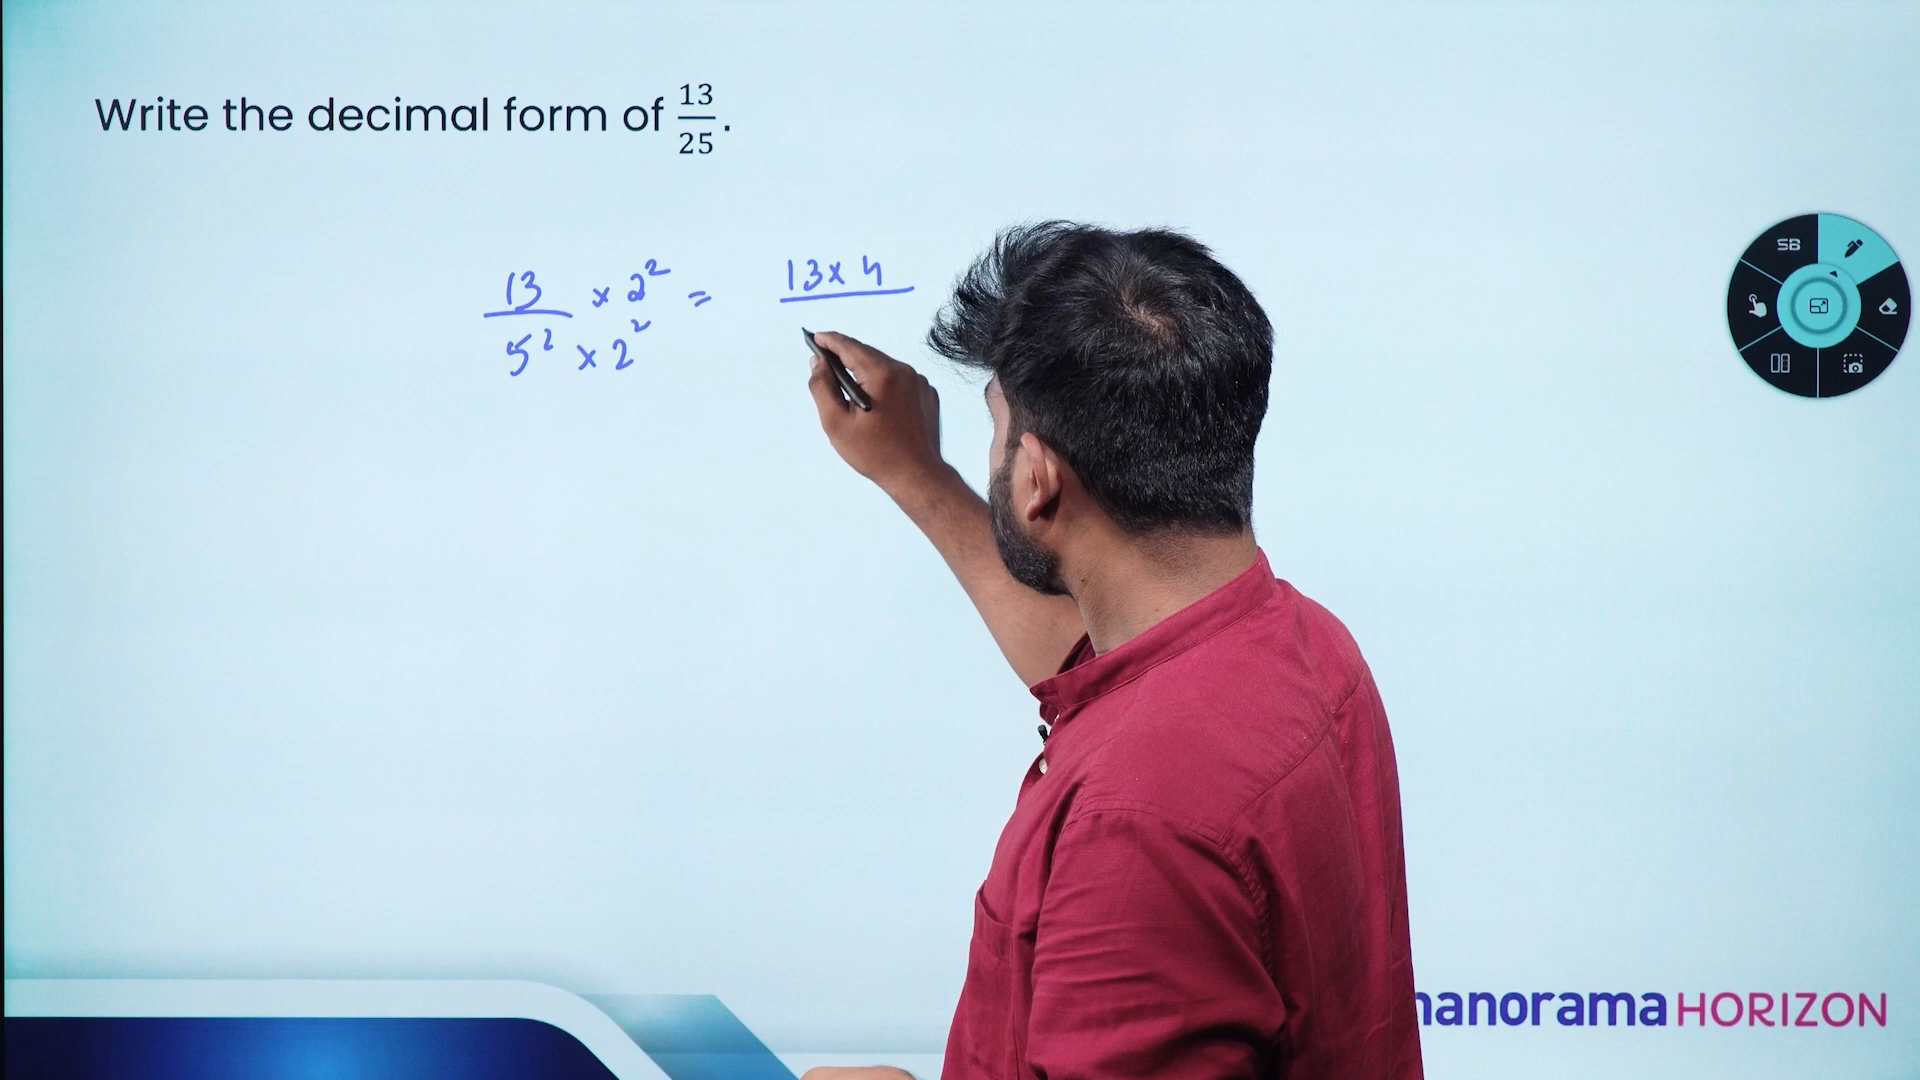 Write the decimal form of 13/25.
13/5² × 2²/2² = 13×4
SB
manorama HORIZON